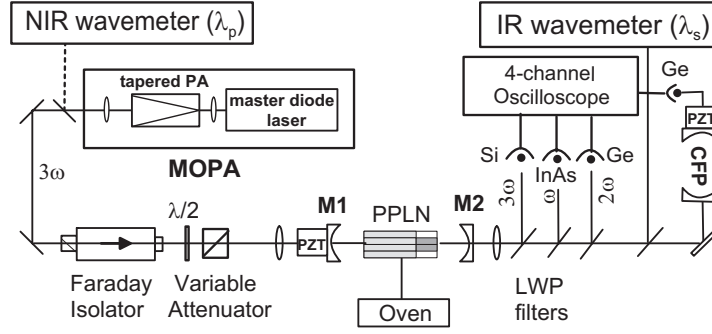 NIR wavemeter (λp)
IR wavemeter (λs)
tapered PA
master diode
laser
MOPA
4-channel
Oscilloscope
Ge
PZT
CFP
Si
InAs
Ge
3ω
3ω
ω
2ω
λ/2
M1
PPLN
M2
PZT
Faraday
Isolator
Variable
Attenuator
Oven
LWP
filters